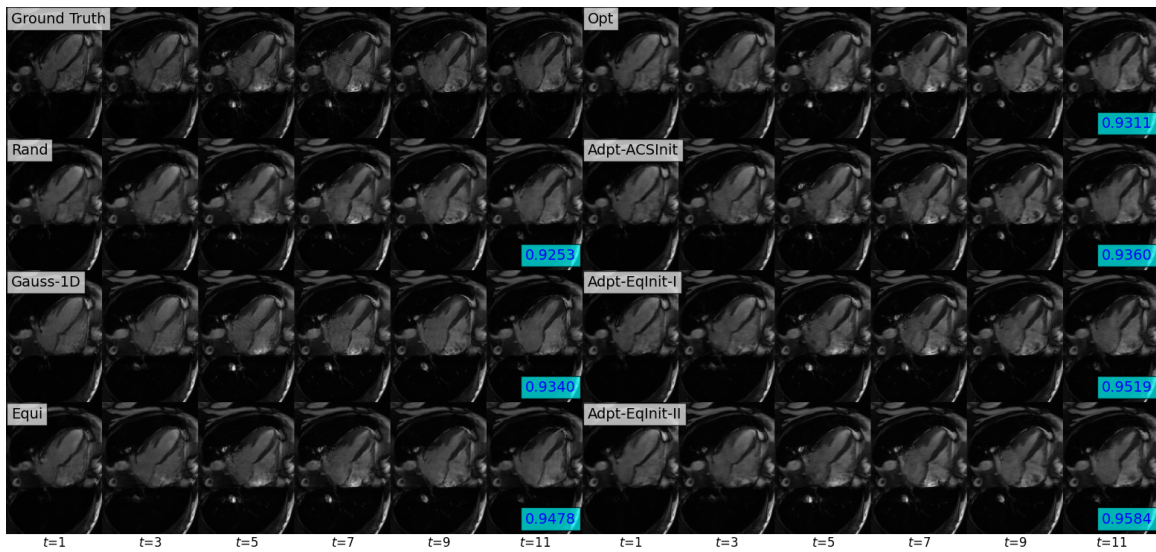 Ground Truth
Opt
0.9311
Rand
Adpt-ACSInit
0.9253
0.9360
Gauss-1D
Adpt-EqInit-I
0.9340
0.9519
Equi
Adpt-EqInit-II
0.9478
0.9584
t=1 t=3 t=5 t=7 t=9 t=11 t=1 t=3 t=5 t=7 t=9 t=11